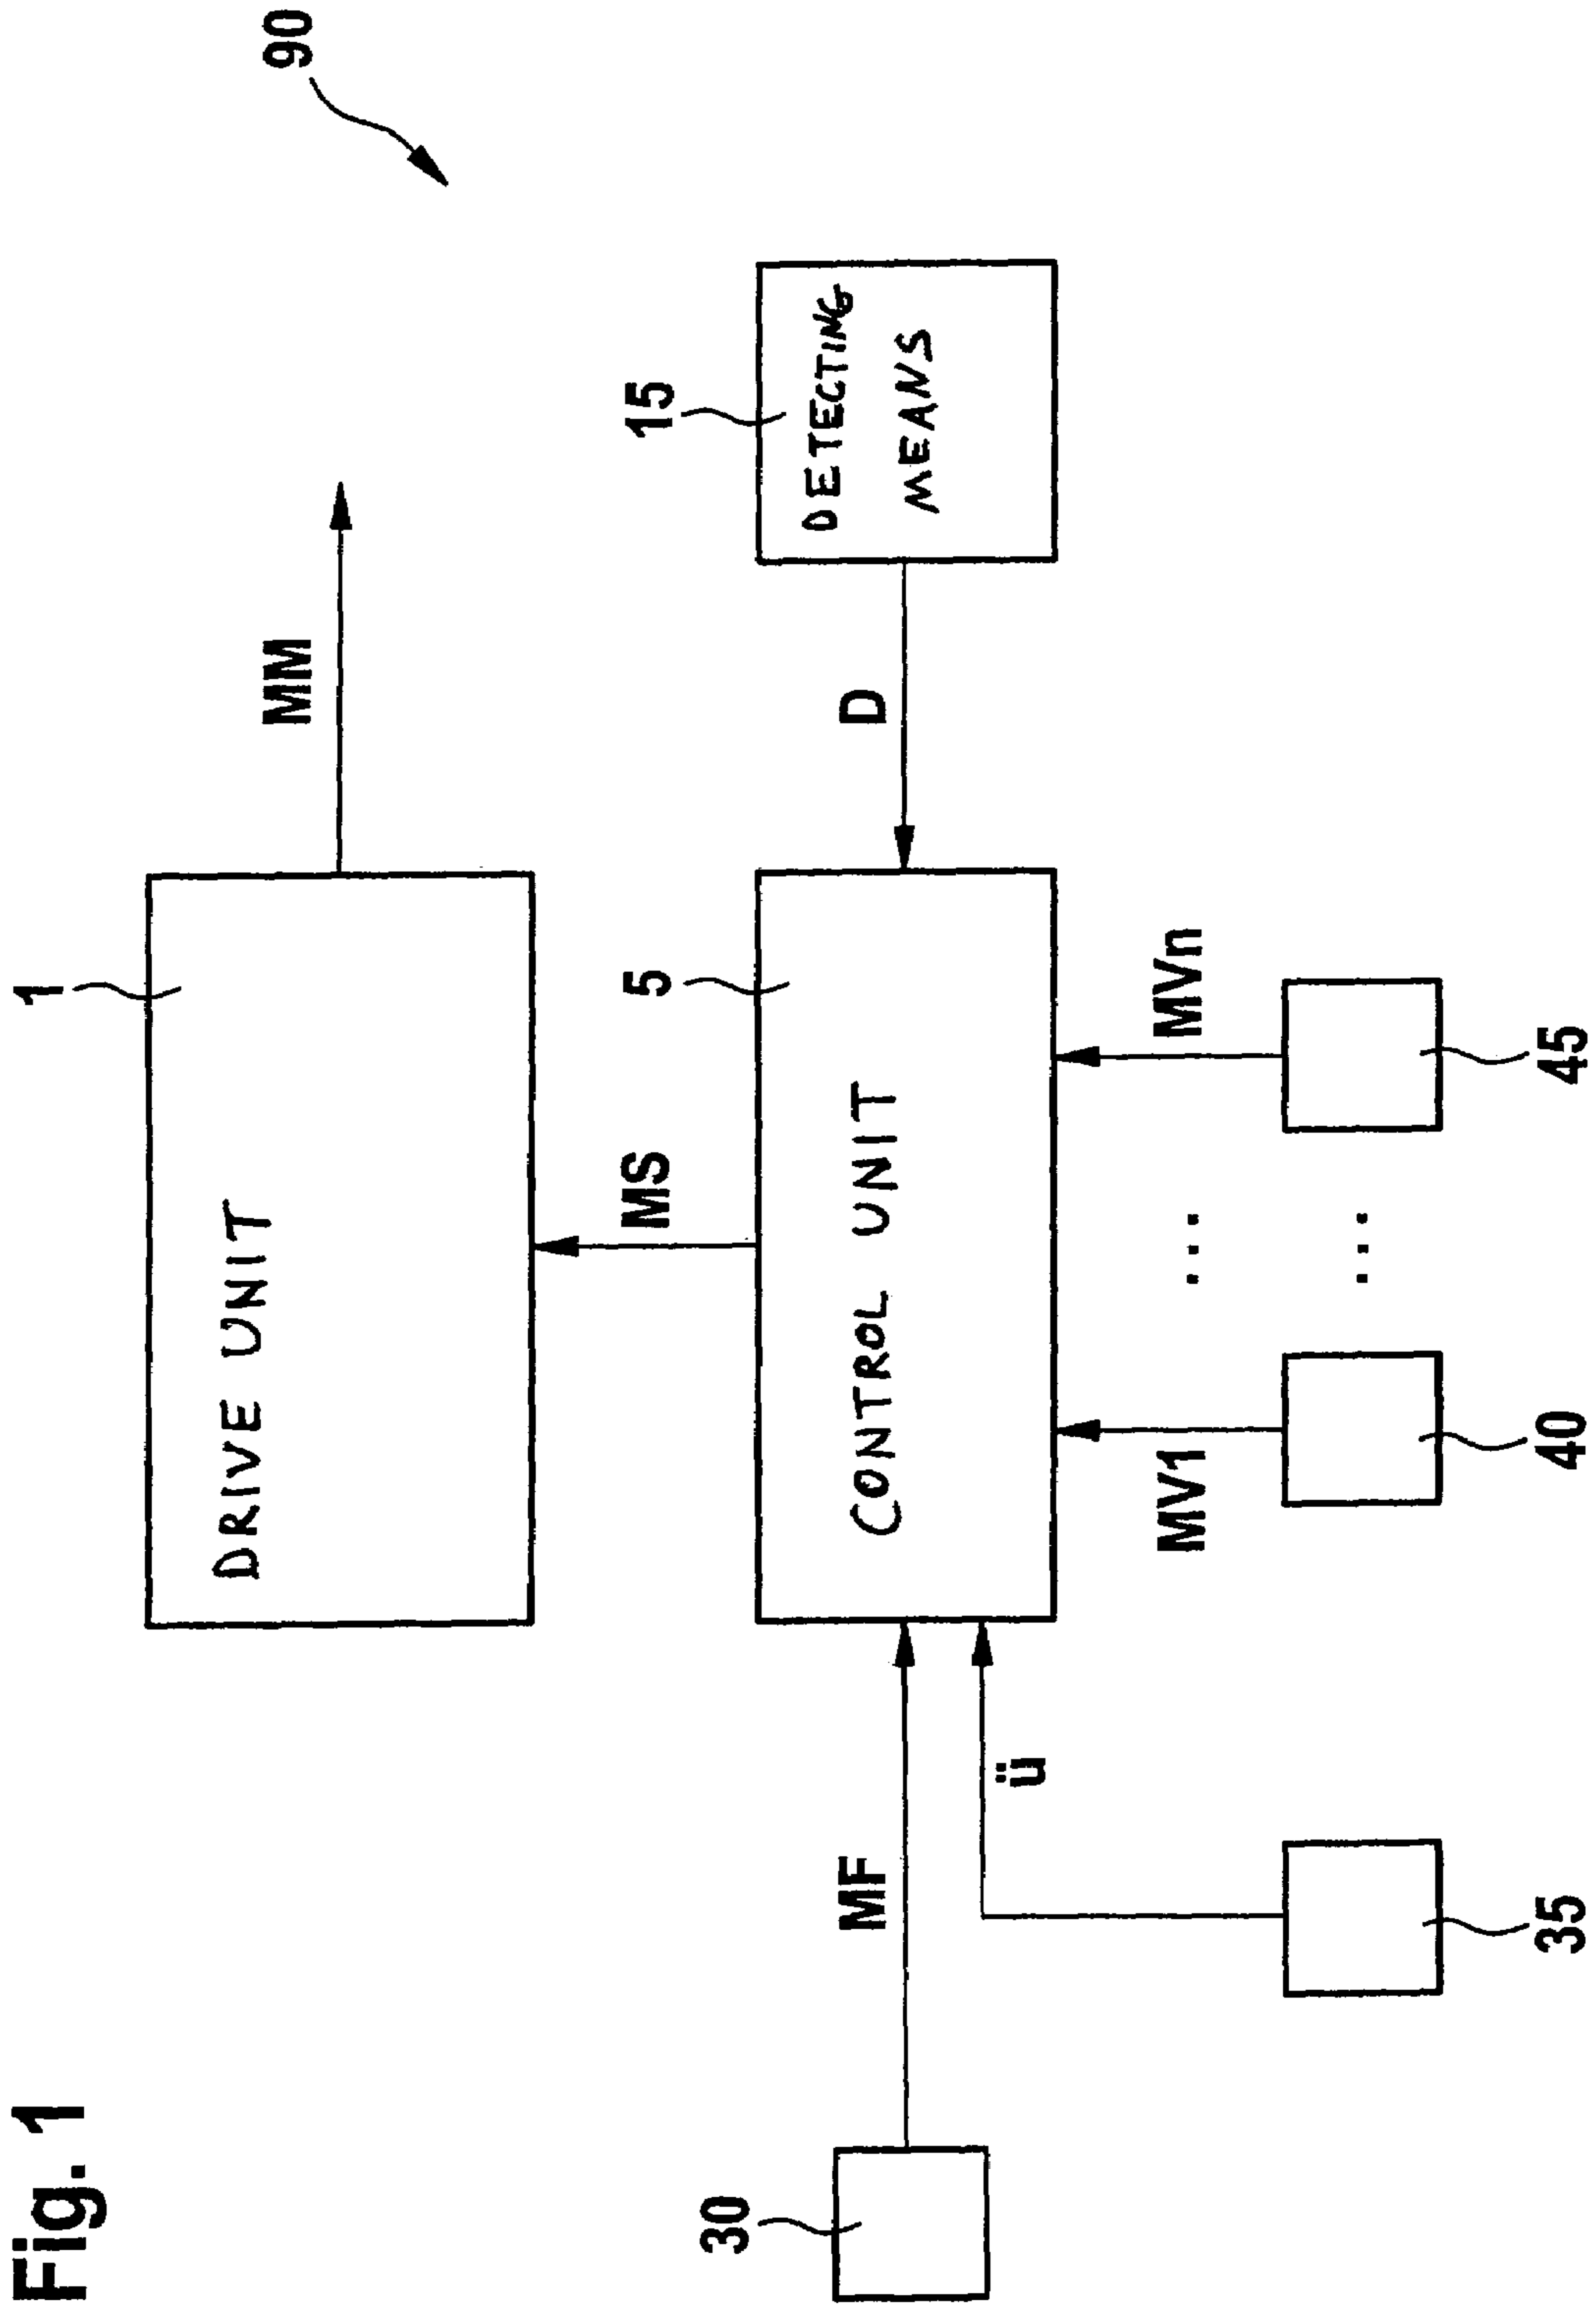 Fig. 1
90
1
MM
DRIVE UNIT
MS
5
15
30
MF
CONTROL UNIT
D
DETECTING
MEANS
ü
MV1
...
MVn
...
35
40
45